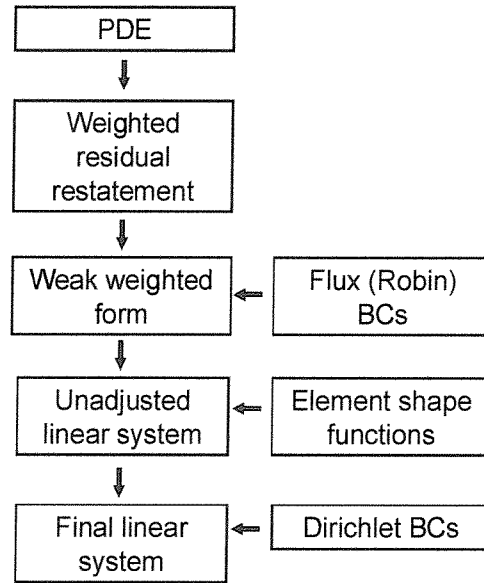 PDE
Weighted
residual
restatement
Weak weighted
form
Flux (Robin)
BCs
Unadjusted
linear system
Element shape
functions
Final linear
system
Dirichlet BCs